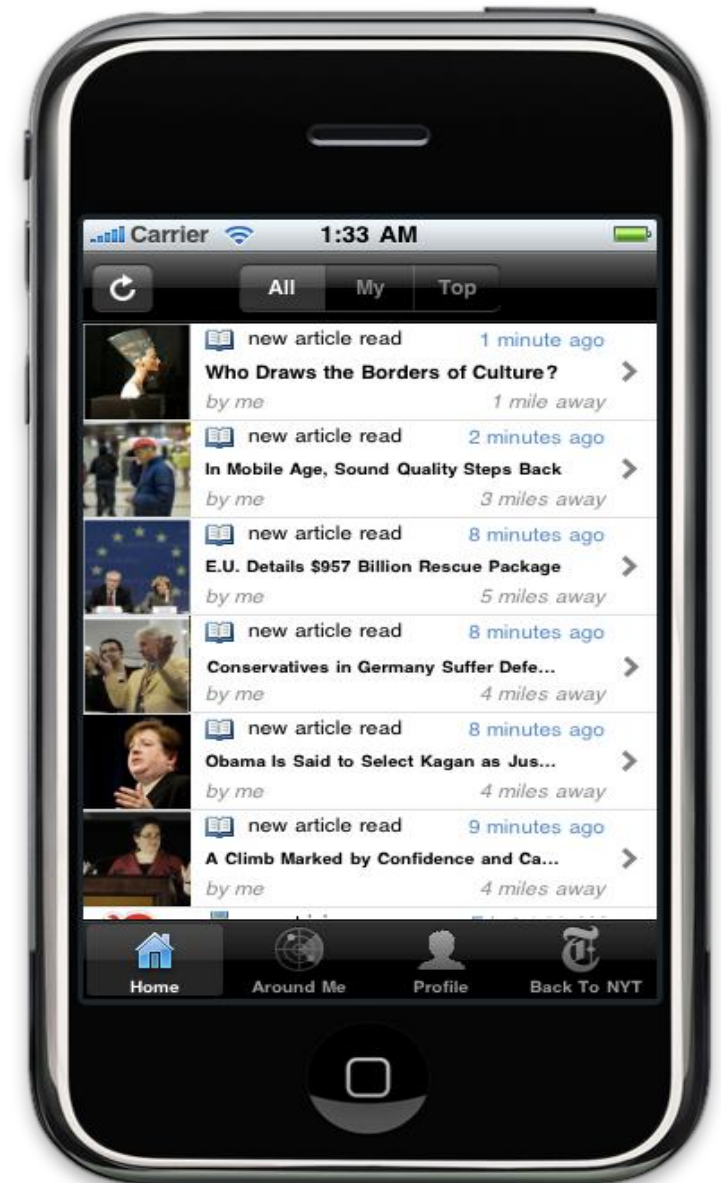 Carrier 1:33 AM
All My Top
new article read 1 minute ago
Who Draws the Borders of Culture?
by me 1 mile away
new article read 2 minutes ago
In Mobile Age, Sound Quality Steps Back
by me 3 miles away
new article read 8 minutes ago
E.U. Details $957 Billion Rescue Package
by me 5 miles away
new article read 8 minutes ago
Conservatives in Germany Suffer Defe...
by me 4 miles away
new article read 8 minutes ago
Obama Is Said to Select Kagan as Jus...
by me 4 miles away
new article read 9 minutes ago
A Climb Marked by Confidence and Ca...
by me 4 miles away
Home Around Me Profile Back To NYT